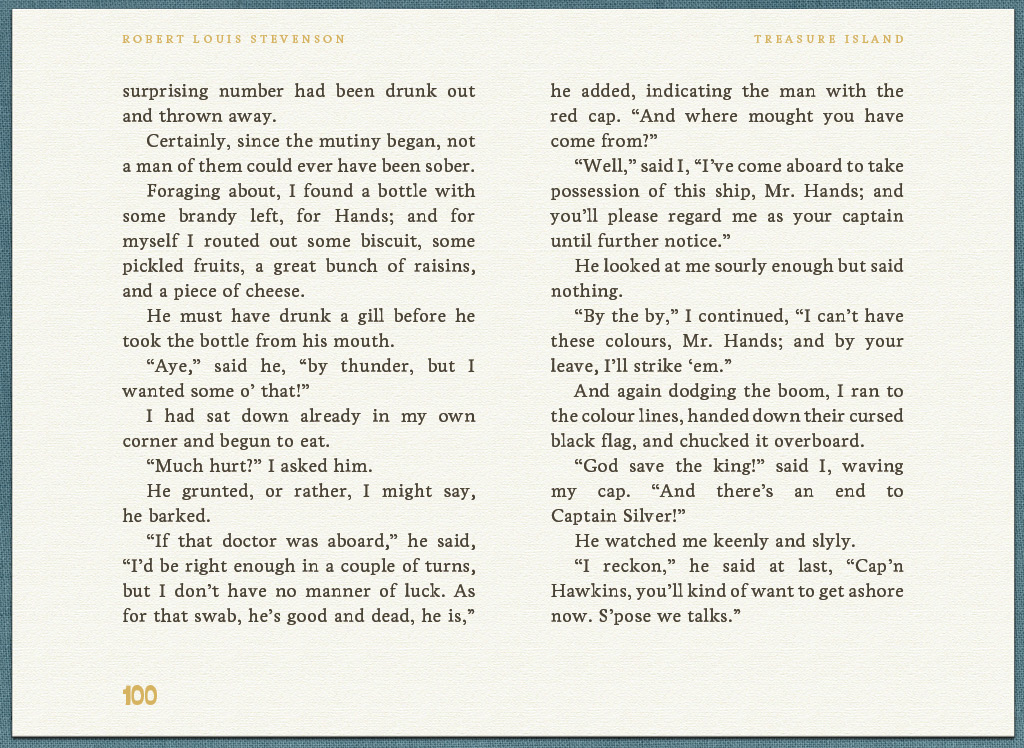 ROBERT LOUIS STEVENSON
TREASURE ISLAND
surprising number had been drunk out
and thrown away.
Certainly, since the mutiny began, not
a man of them could ever have been sober.
Foraging about, I found a bottle with
some brandy left, for Hands; and for
myself I routed out some biscuit, some
pickled fruits, a great bunch of raisins,
and a piece of cheese.
He must have drunk a gill before he
took the bottle from his mouth.
“Aye,” said he, “by thunder, but I
wanted some o’ that!”
I had sat down already in my own
corner and begun to eat.
“Much hurt?” I asked him.
He grunted, or rather, I might say,
he barked.
“If that doctor was aboard,” he said,
“I’d be right enough in a couple of turns,
but I don’t have no manner of luck. As
for that swab, he’s good and dead, he is,”
he added, indicating the man with the
red cap. “And where mought you have
come from?”
“Well,” said I, “I’ve come aboard to take
possession of this ship, Mr. Hands; and
you’ll please regard me as your captain
until further notice.”
He looked at me sourly enough but said
nothing.
“By the by,” I continued, “I can’t have
these colours, Mr. Hands; and by your
leave, I’ll strike ‘em.”
And again dodging the boom, I ran to
the colour lines, handed down their cursed
black flag, and chucked it overboard.
“God save the king!” said I, waving
my cap. “And there’s an end to
Captain Silver!”
He watched me keenly and slyly.
“I reckon,” he said at last, “Cap’n
Hawkins, you’ll kind of want to get ashore
now. S’pose we talks.”
100